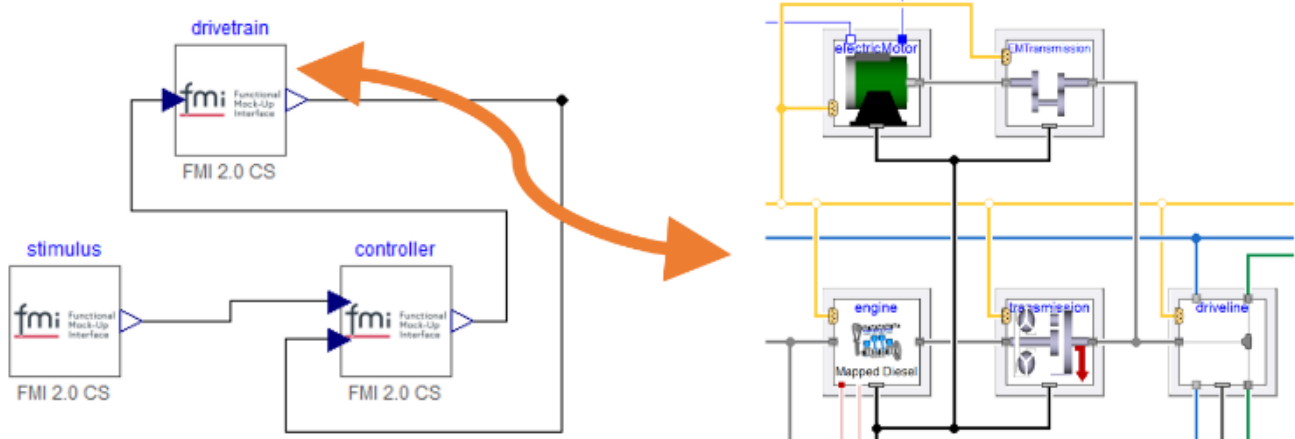 drivetrain
fmi Functional
Mock-Up
Interface
FMI 2.0 CS
stimulus
fmi Functional
Mock-Up
Interface
FMI 2.0 CS
controller
fmi Functional
Mock-Up
Interface
FMI 2.0 CS
electricMotor
EMTransmission
engine
Mapped Diesel
transmission
driveline